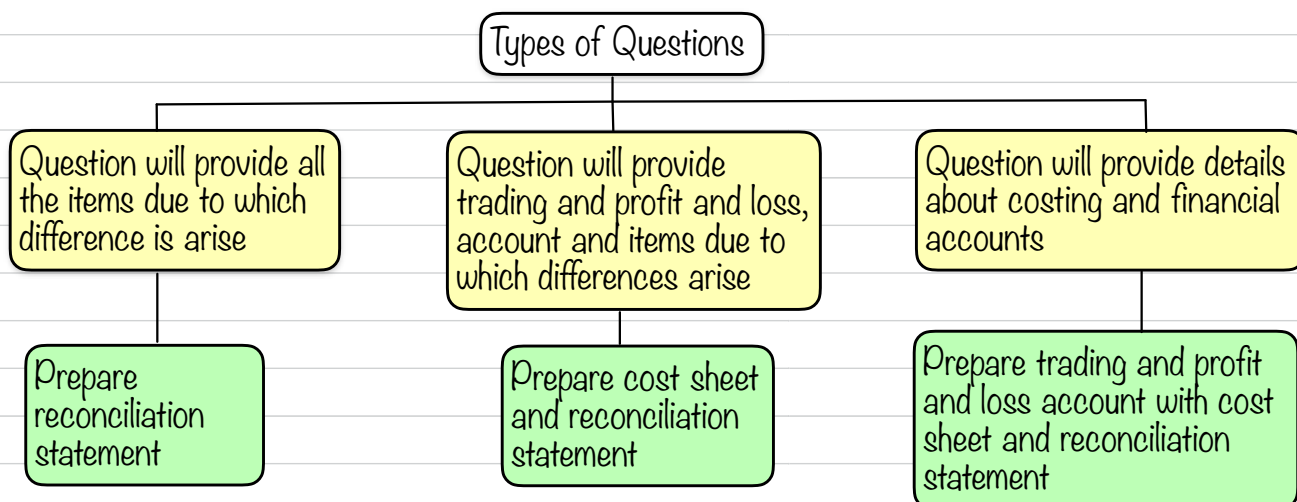 Types of Questions
Question will provide all
the items due to which
difference is arise
Question will provide
trading and profit and loss,
account and items due to
which differences arise
Question will provide details
about costing and financial
accounts
Prepare
reconciliation
statement
Prepare cost sheet
and reconciliation
statement
Prepare trading and profit
and loss account with cost
sheet and reconciliation
statement